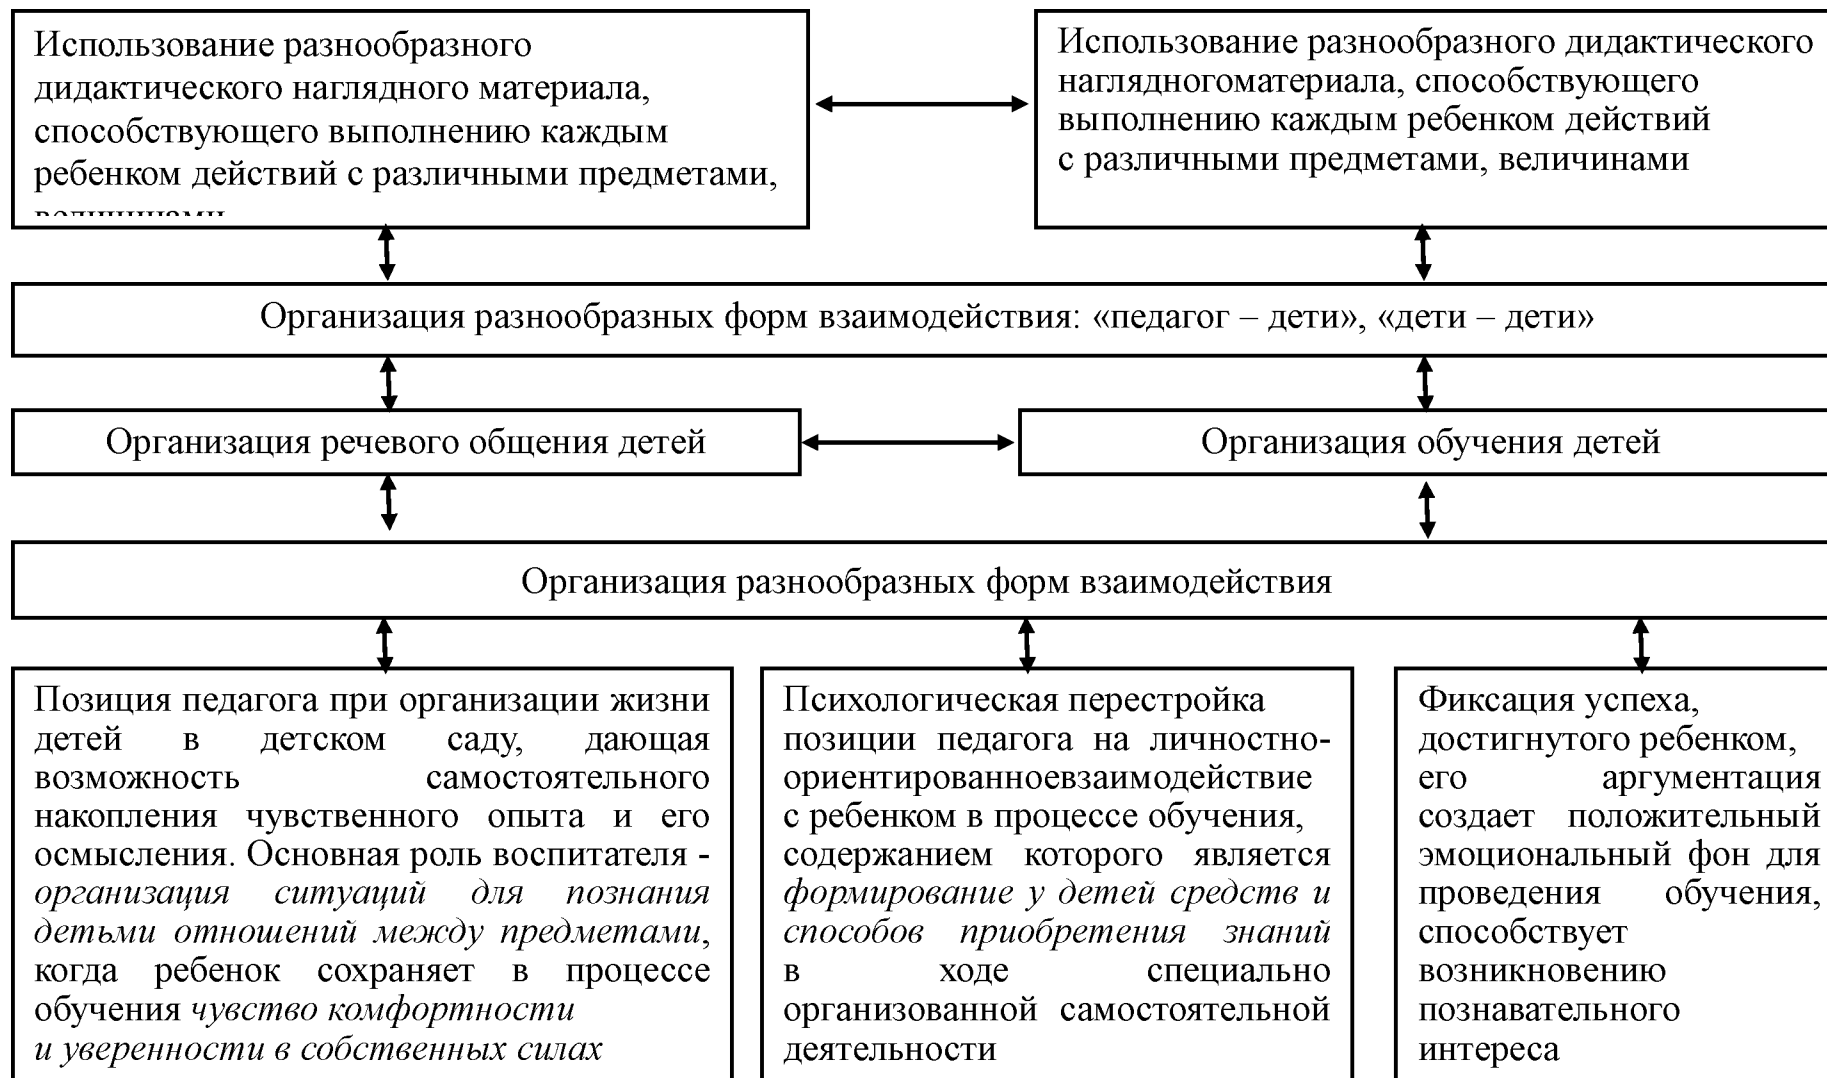 Использование разнообразного
дидактического наглядного материала,
способствующего выполнению каждым
ребенком действий с различными предметами,
величинами
Использование разнообразного дидактического
наглядногоматериала, способствующего
выполнению каждым ребенком действий
с различными предметами, величинами
Организация разнообразных форм взаимодействия: «педагог – дети», «дети – дети»
Организация речевого общения детей
Организация обучения детей
Организация разнообразных форм взаимодействия
Позиция педагога при организации жизни
детей в детском саду, дающая
возможность самостоятельного
накопления чувственного опыта и его
осмысления. Основная роль воспитателя -
организация ситуаций для познания
детьми отношений между предметами,
когда ребенок сохраняет в процессе
обучения чувство комфортности
и уверенности в собственных силах
Психологическая перестройка
позиции педагога на личностно-
ориентированноевзаимодействие
с ребенком в процессе обучения,
содержанием которого является
формирование у детей средств и
способов приобретения знаний
в ходе специально
организованной самостоятельной
деятельности
Фиксация успеха,
достигнутого ребенком,
его аргументация
создает положительный
эмоциональный фон для
проведения обучения,
способствует
возникновению
познавательного
интереса